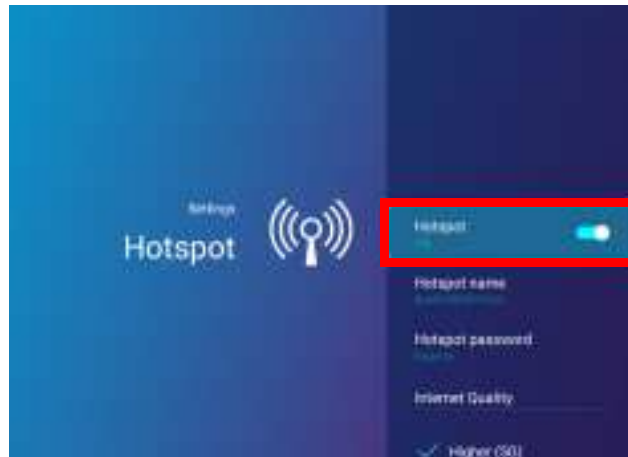 Settings
Hotspot
Hotspot
Hotspot name
Hotspot password
Internet Quality
Higher (5G)